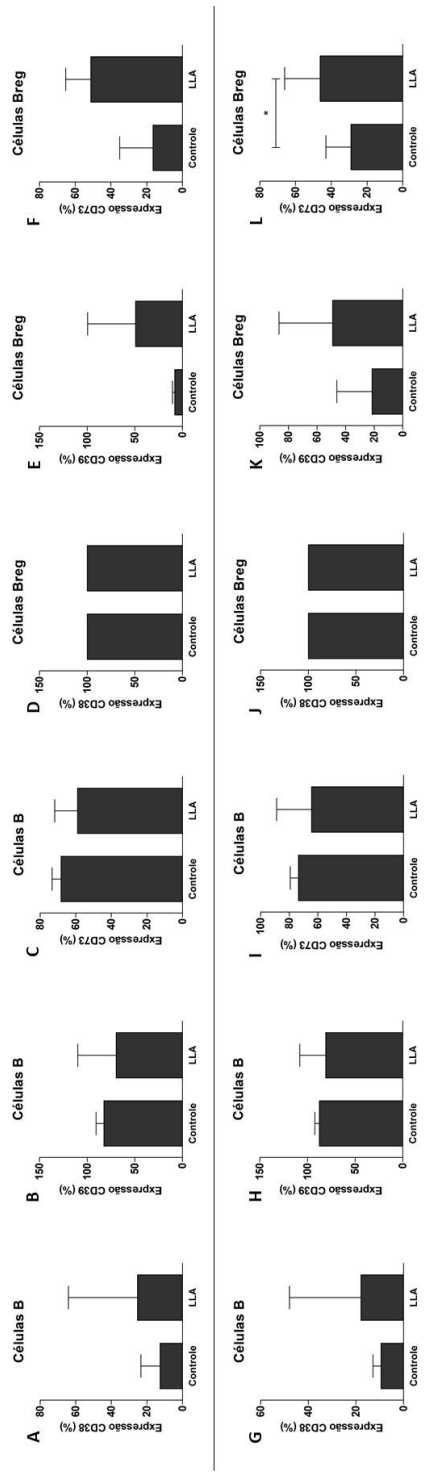 A
Células B
Expressão CD38 (%)
80
60
40
20
0
Controle
LLA
B
Células B
Expressão CD39 (%)
150
100
50
0
Controle
LLA
C
Células B
Expressão CD73 (%)
80
60
40
20
0
Controle
LLA
D
Células Breg
Expressão CD38 (%)
150
100
50
0
Controle
LLA
E
Células Breg
Expressão CD39 (%)
150
100
50
0
Controle
LLA
F
Células Breg
Expressão CD73 (%)
80
60
40
20
0
Controle
LLA
G
Células B
Expressão CD38 (%)
60
40
20
0
Controle
LLA
H
Células B
Expressão CD39 (%)
150
100
50
0
Controle
LLA
I
Células B
Expressão CD73 (%)
100
80
60
40
20
0
Controle
LLA
J
Células Breg
Expressão CD38 (%)
150
100
50
0
Controle
LLA
K
Células Breg
Expressão CD39 (%)
100
80
60
40
20
0
Controle
LLA
L
Células Breg
Expressão CD73 (%)
80
60
40
20
0
*
Controle
LLA